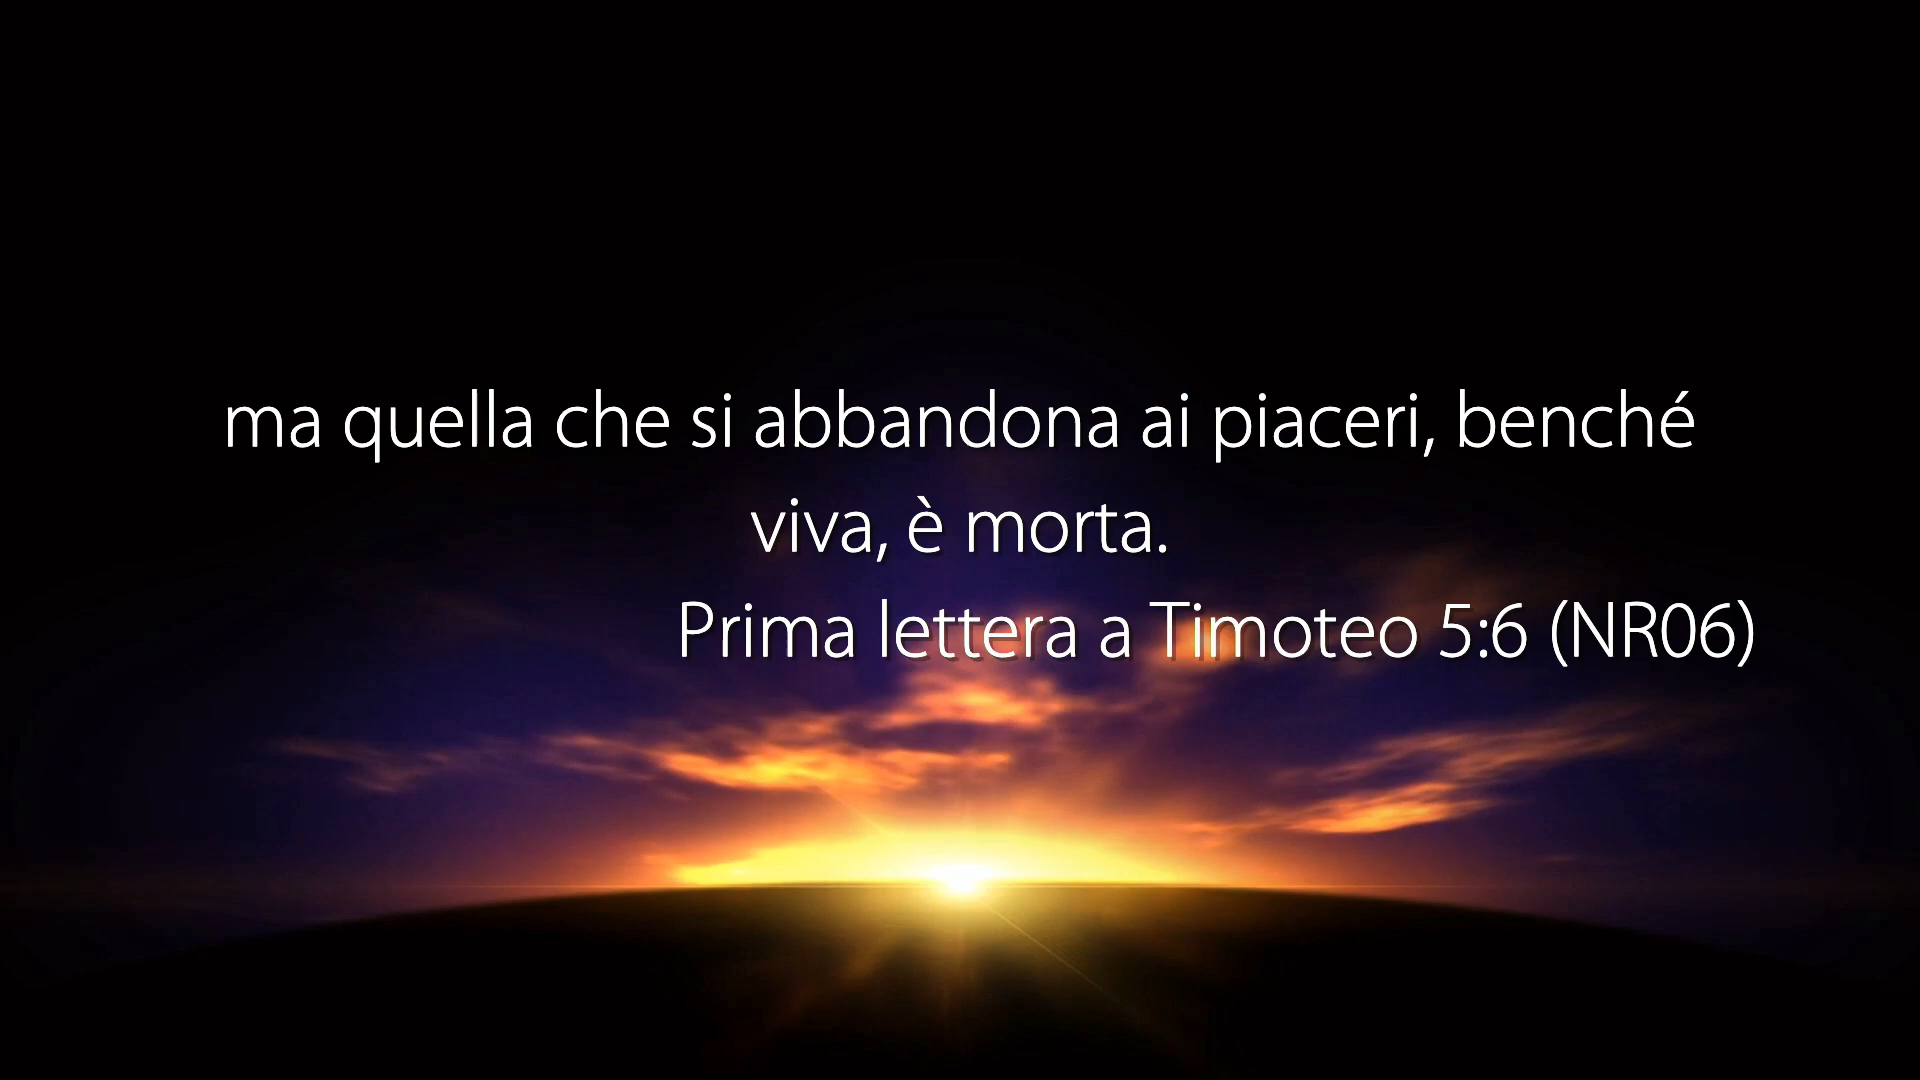 ma quella che si abbandona ai piaceri, benché
viva, è morta.
Prima lettera a Timoteo 5:6 (NR06)